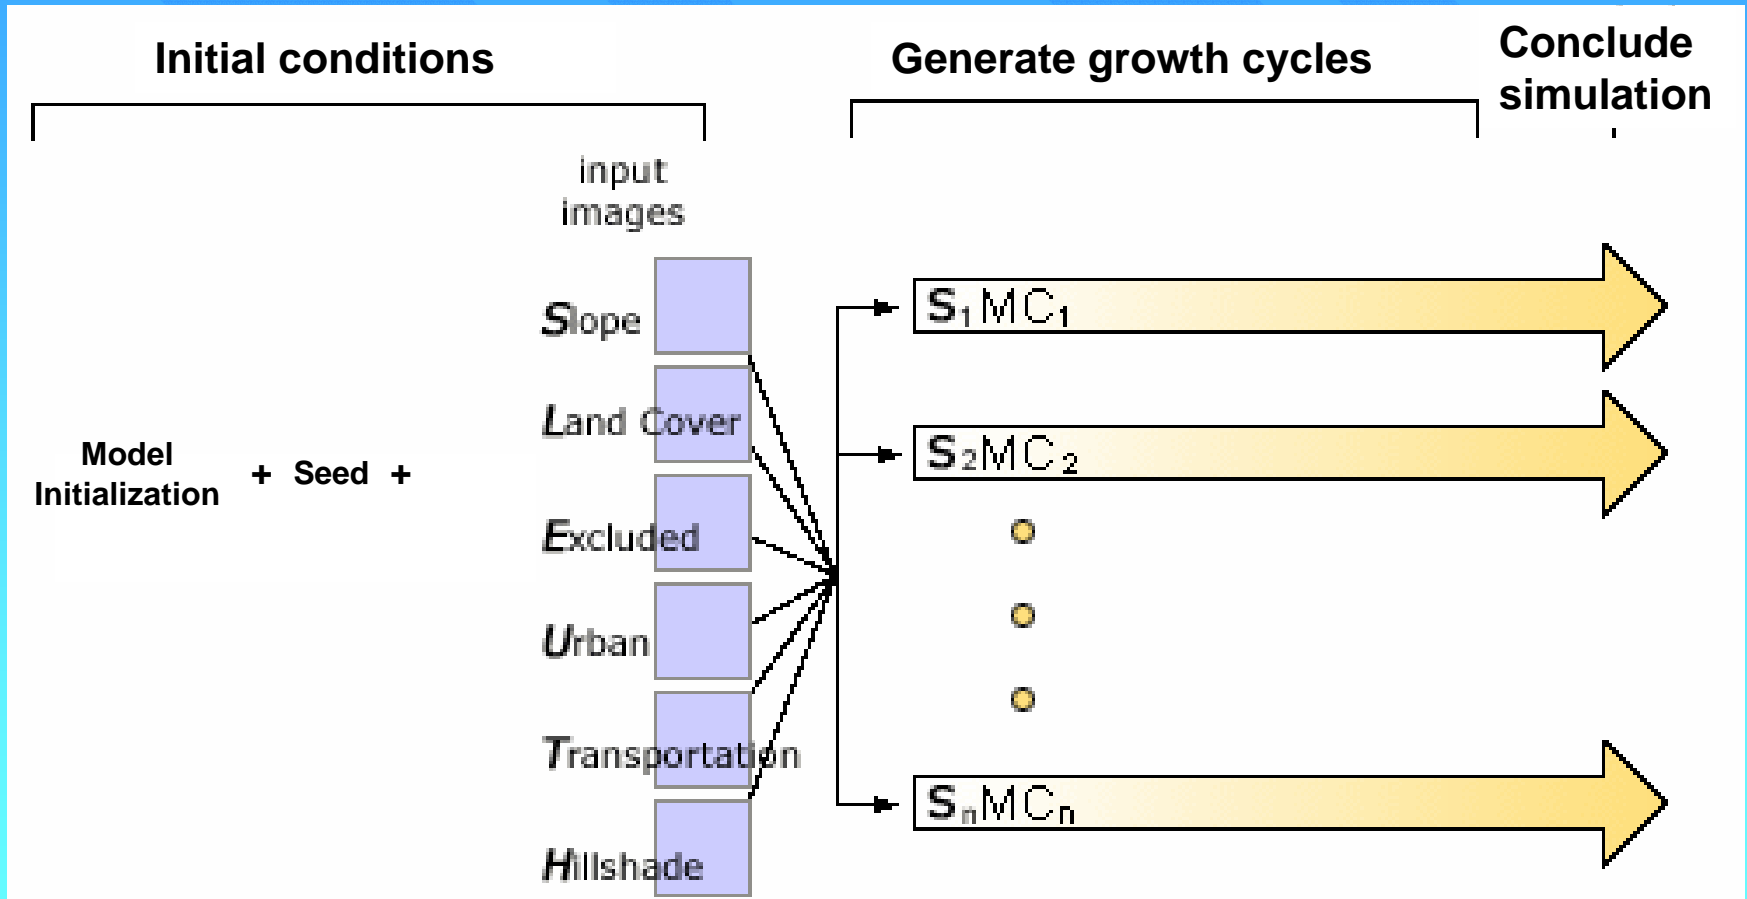 Initial conditions
Generate growth cycles
Conclude
simulation
input
images
Slope
Land Cover
Excluded
Urban
Transportation
Hillshade
Model
Initialization
+ Seed +
S₁MC₁
S₂MC₂
SₙMCₙ